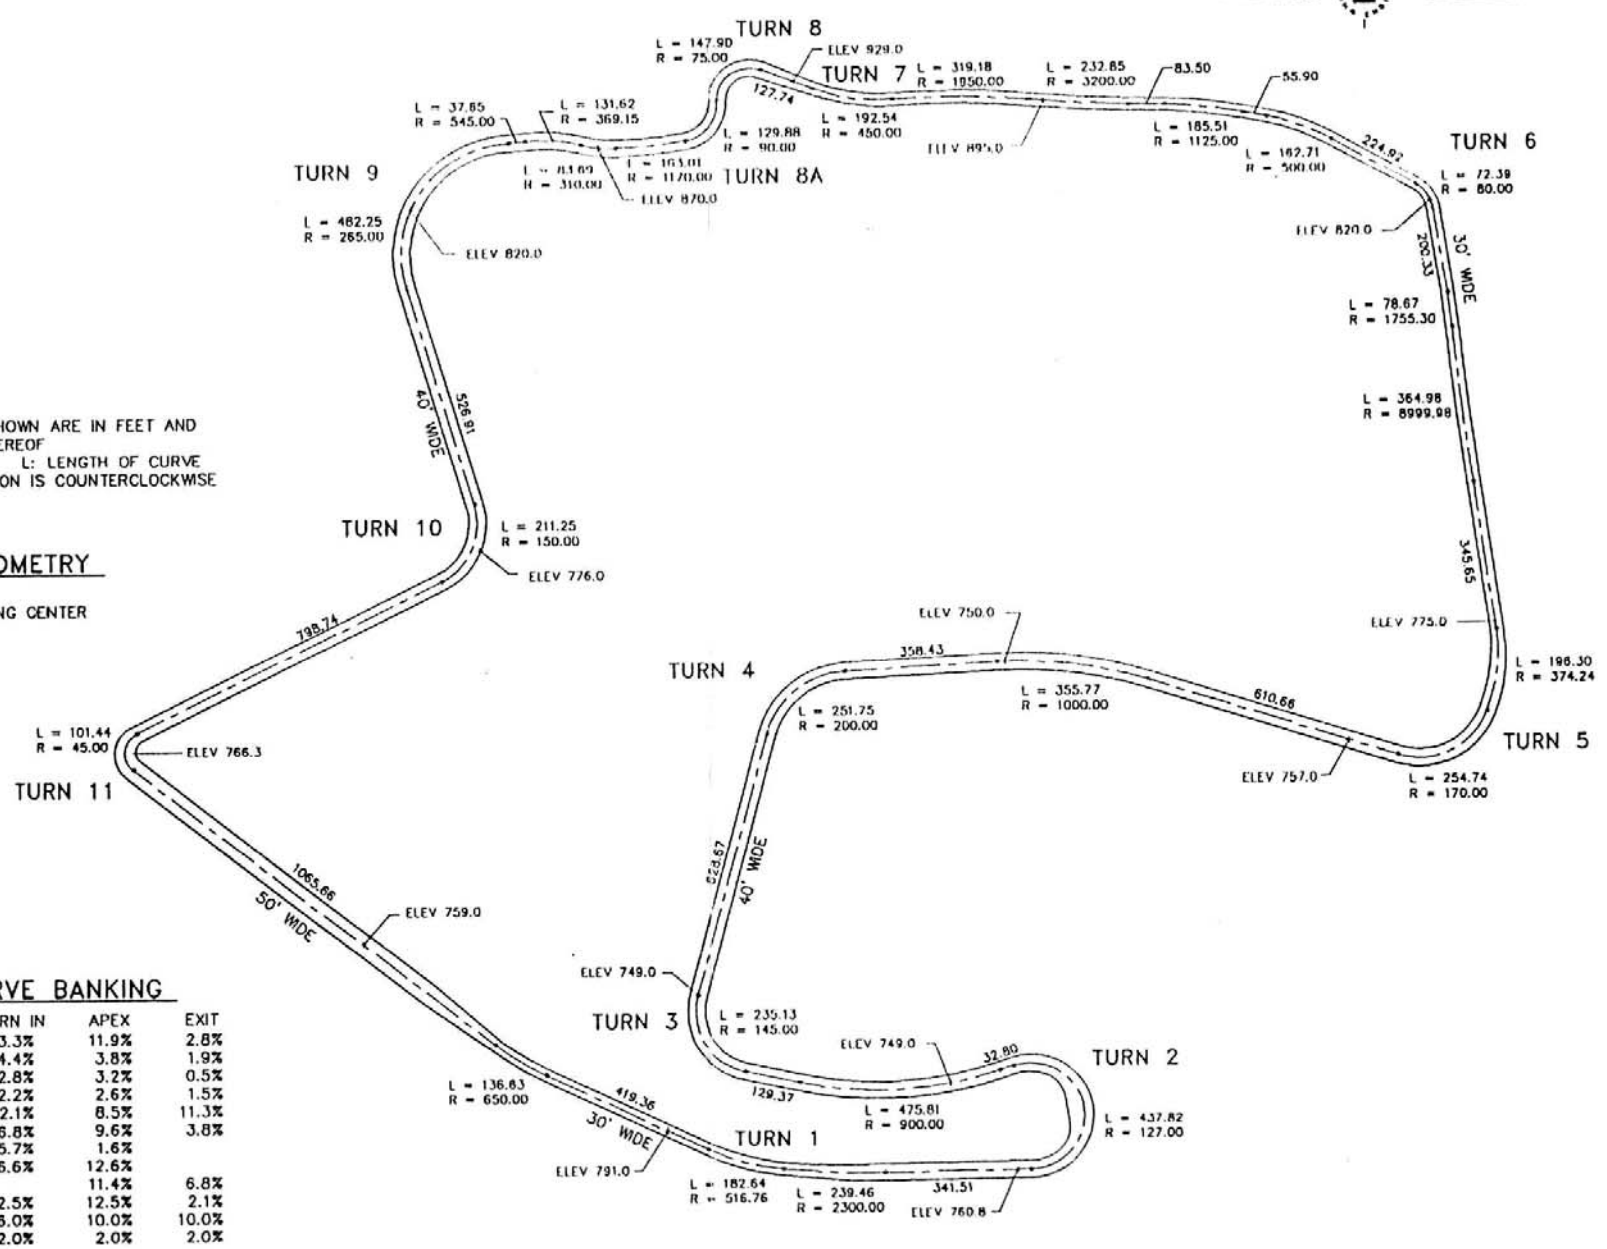 TURN 8
L = 147.90
R = 75.00
ELEV 929.0
TURN 7
127.74
L = 319.18
R = 1050.00
L = 232.85
R = 3200.00
83.50
55.90
L = 37.65
R = 545.00
L = 131.62
R = 369.15
L = 129.88
R = 90.00
L = 192.54
R = 450.00
ELEV 895.0
L = 185.51
R = 1125.00
L = 162.71
R = 500.00
224.92
TURN 6
L = 72.39
R = 80.00
TURN 9
L = 83.69
R = 310.00
L = 163.01
R = 1170.00
TURN 8A
ELEV 870.0
L = 462.25
R = 265.00
ELEV 820.0
ELEV 820.0
200.33
30' WIDE
L = 78.67
R = 1755.30
L = 364.98
R = 8999.98
526.91
40' WIDE
HOWN ARE IN FEET AND
EREOF
L: LENGTH OF CURVE
ON IS COUNTERCLOCKWISE
TURN 10
L = 211.25
R = 150.00
ELEV 776.0
OMETRY
NG CENTER
345.65
798.74
ELEV 750.0
ELEV 775.0
TURN 4
358.43
L = 196.30
R = 374.24
L = 355.77
R = 1000.00
610.66
L = 251.75
R = 200.00
TURN 5
L = 101.44
R = 45.00
ELEV 766.3
TURN 11
ELEV 757.0
L = 254.74
R = 170.00
40' WIDE
1065.66
50' WIDE
ELEV 759.0
ELEV 749.0
RVE BANKING
RN IN APEX EXIT
3.3% 11.9% 2.8%
4.4% 3.8% 1.9%
2.8% 3.2% 0.5%
2.2% 2.6% 1.5%
2.1% 8.5% 11.3%
6.8% 9.6% 3.8%
5.7% 1.6%
6.6% 12.6%
11.4% 6.8%
2.5% 12.5% 2.1%
6.0% 10.0% 10.0%
2.0% 2.0% 2.0%
TURN 3
L = 235.13
R = 145.00
ELEV 749.0
32.80
TURN 2
129.37
L = 475.81
R = 900.00
L = 437.82
R = 127.00
L = 136.63
R = 650.00
419.36
30' WIDE
TURN 1
ELEV 791.0
L = 182.64
R = 516.76
L = 239.46
R = 2300.00
341.51
ELEV 760.8